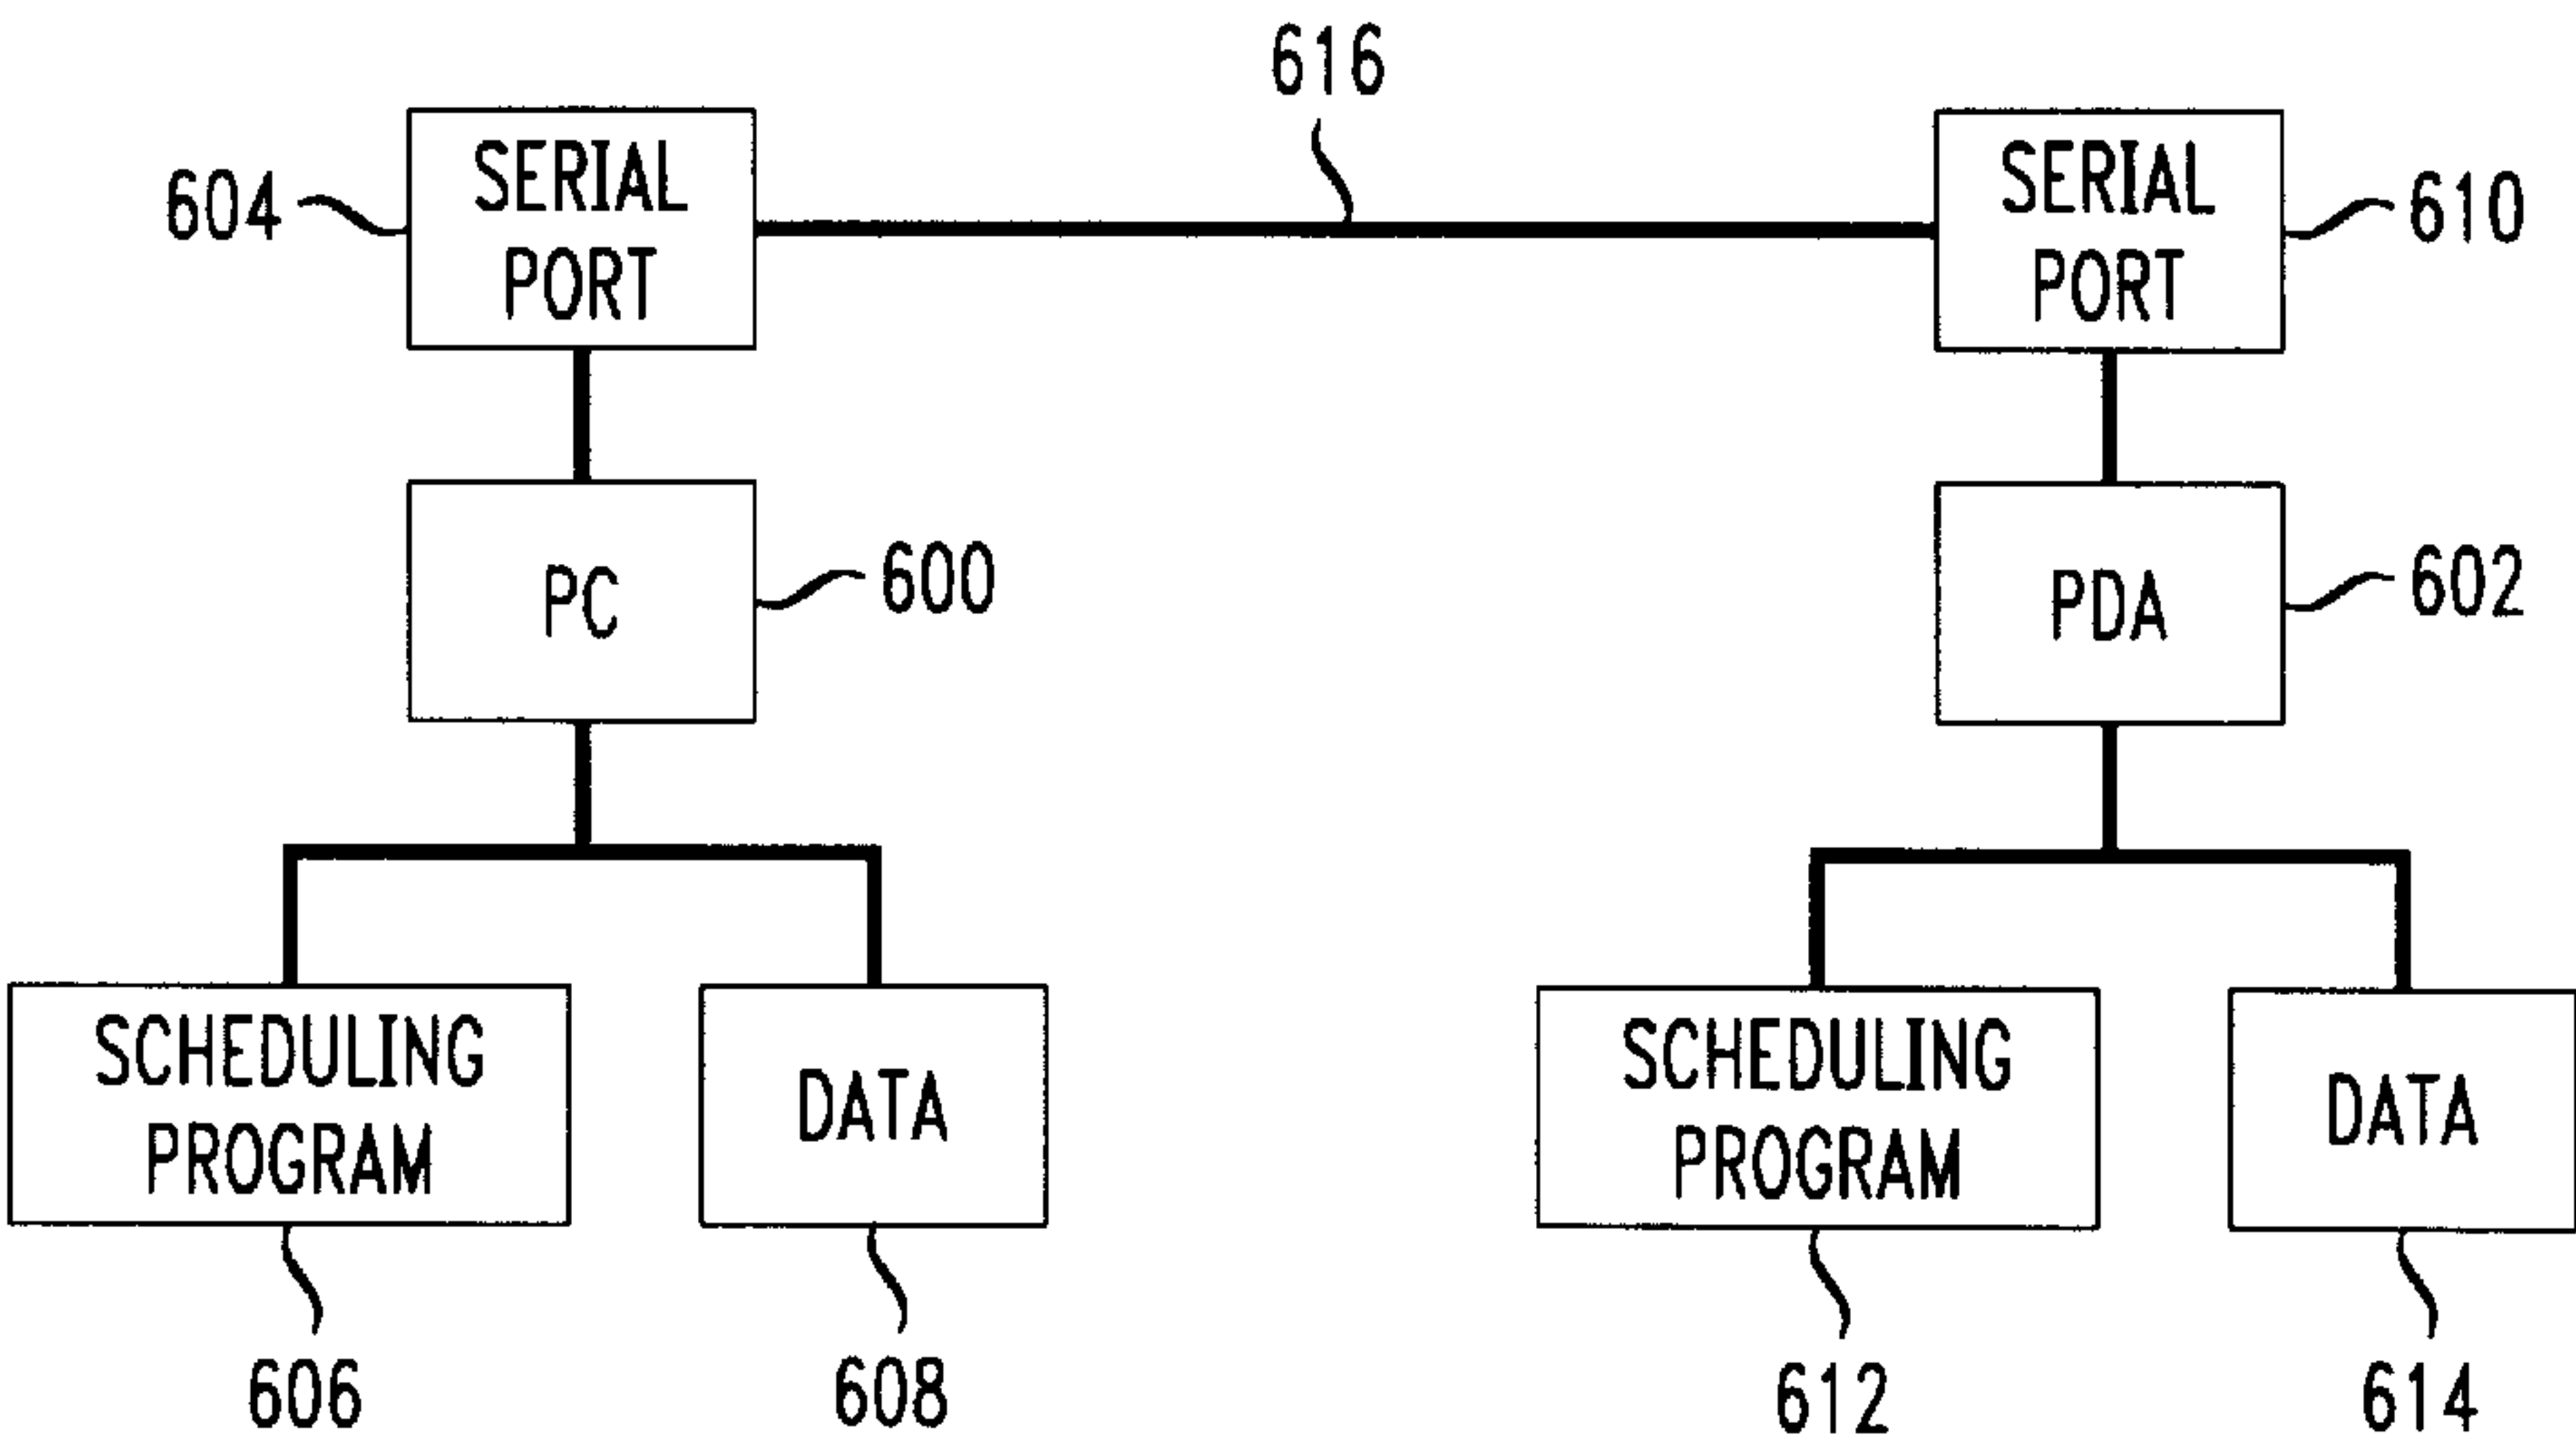 616
SERIAL
PORT
604
SERIAL
PORT
610
PC
600
PDA
602
SCHEDULING
PROGRAM
DATA
SCHEDULING
PROGRAM
DATA
606
608
612
614